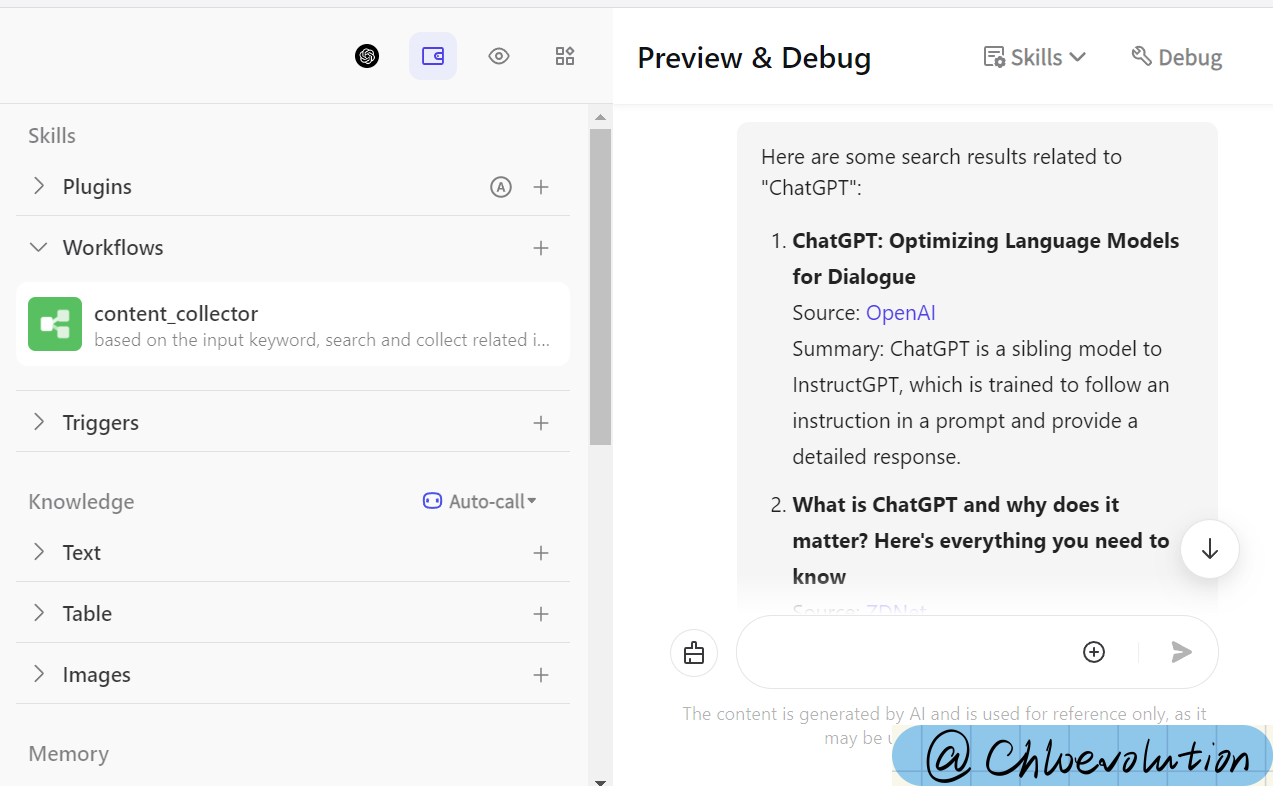 Preview & Debug
Skills
Debug
Skills
Plugins
A
Workflows
content_collector
based on the input keyword, search and collect related i...
Triggers
Knowledge
Auto-call
Text
Table
Images
Memory
Here are some search results related to
"ChatGPT":
1. ChatGPT: Optimizing Language Models
for Dialogue
Source: OpenAI
Summary: ChatGPT is a sibling model to
InstructGPT, which is trained to follow an
instruction in a prompt and provide a
detailed response.
2. What is ChatGPT and why does it
matter? Here's everything you need to
know
Source: ZDNet
The content is generated by AI and is used for reference only, as it
may be
@ Chloevolution